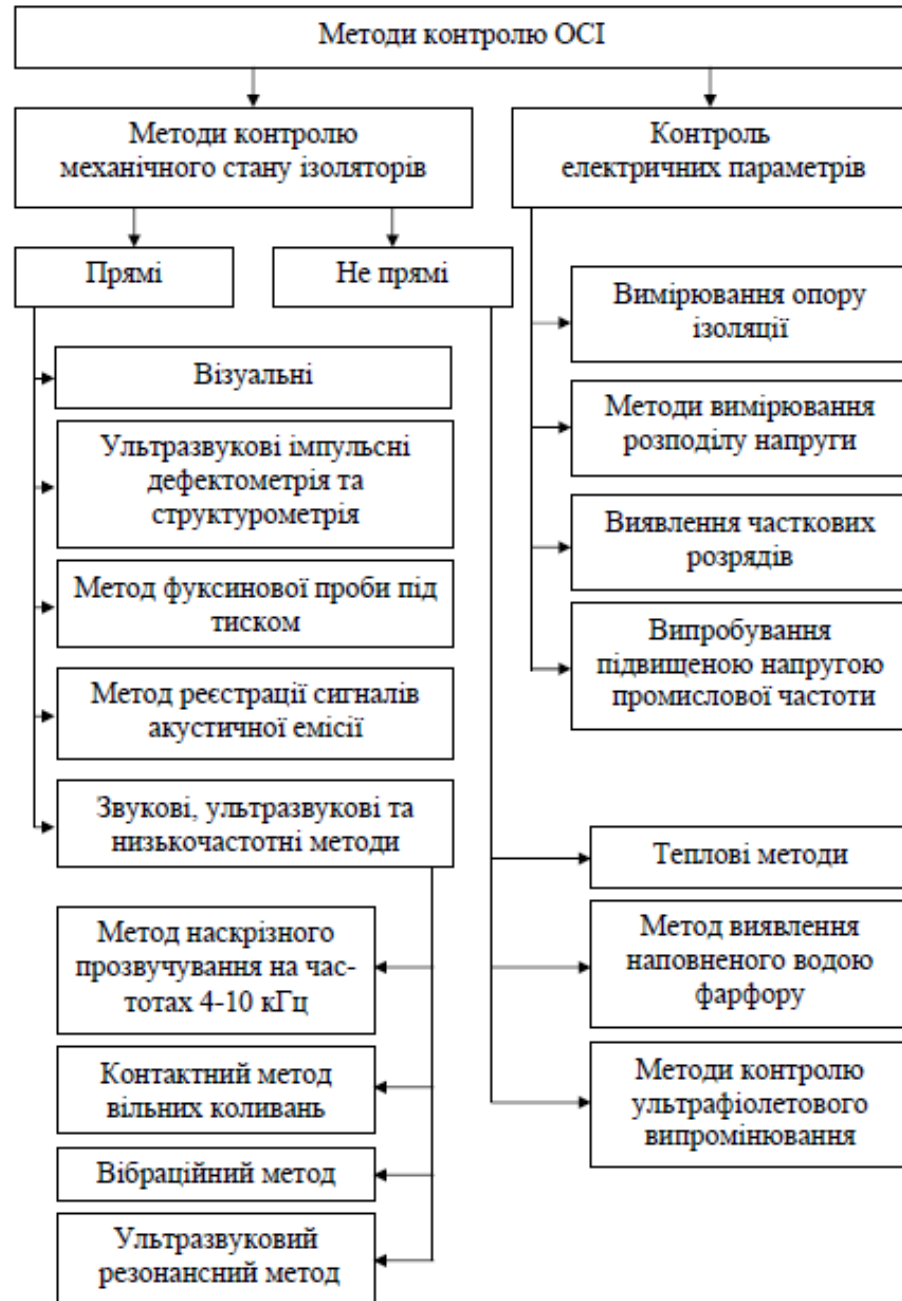 Методи контролю ОСІ
Методи контролю
механічного стану ізоляторів
Контроль
електричних параметрів
Прямі
Не прямі
Візуальні
Ультразвукові імпульсні
дефектометрія та
структурометрія
Метод фуксинової проби під
тиском
Метод реєстрації сигналів
акустичної емісії
Звукові, ультразвукові та
низькочастотні методи
Метод наскрізного
прозвучування на час-
тотах 4-10 кГц
Контактний метод
вільних коливань
Вібраційний метод
Ультразвуковий
резонансний метод
Вимірювання опору
ізоляції
Методи вимірювання
розподілу напруги
Виявлення часткових
розрядів
Випробування
підвищеною напругою
промислової частоти
Теплові методи
Метод виявлення
наповненого водою
фарфору
Методи контролю
ультрафіолетового
випромінювання